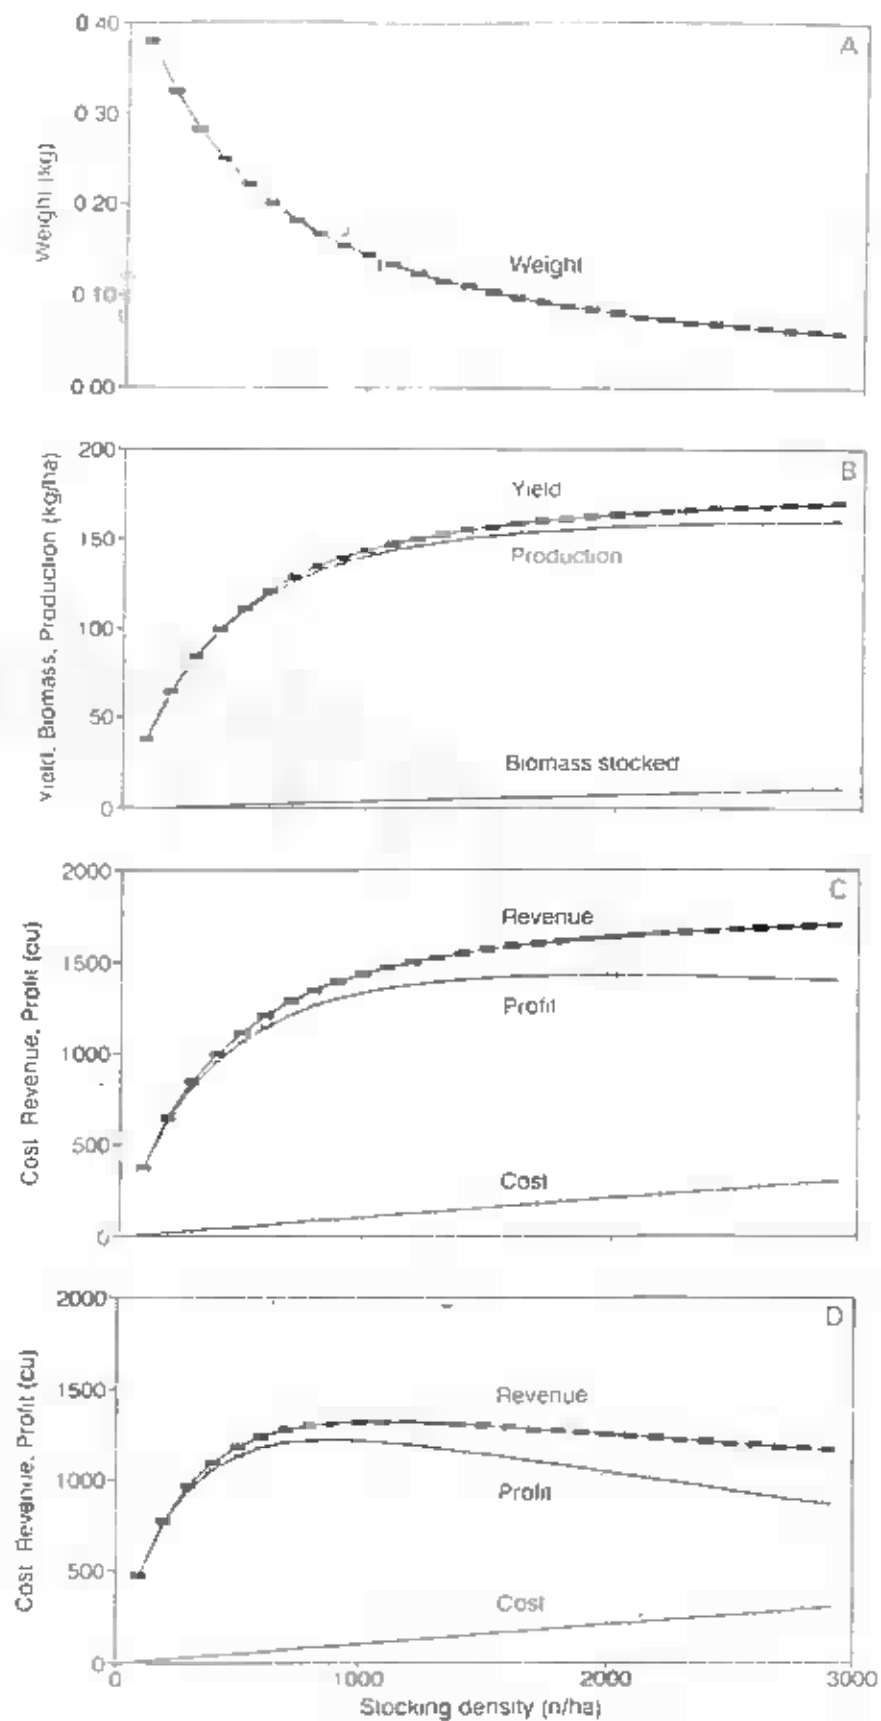 A
0 40
0 30
0 20
0 10
0 00
Weight (kg)
Weight
B
200
150
100
50
0
Yield, Biomass, Production (kg/ha)
Yield
Production
Biomass stocked
C
2000
1500
1000
500
0
Cost Revenue, Profit (cu)
Revenue
Profit
Cost
D
2000
1500
1000
500
0
Cost Revenue, Profit (cu)
Revenue
Profit
Cost
0 1000 2000 3000
Stocking density (n/ha)